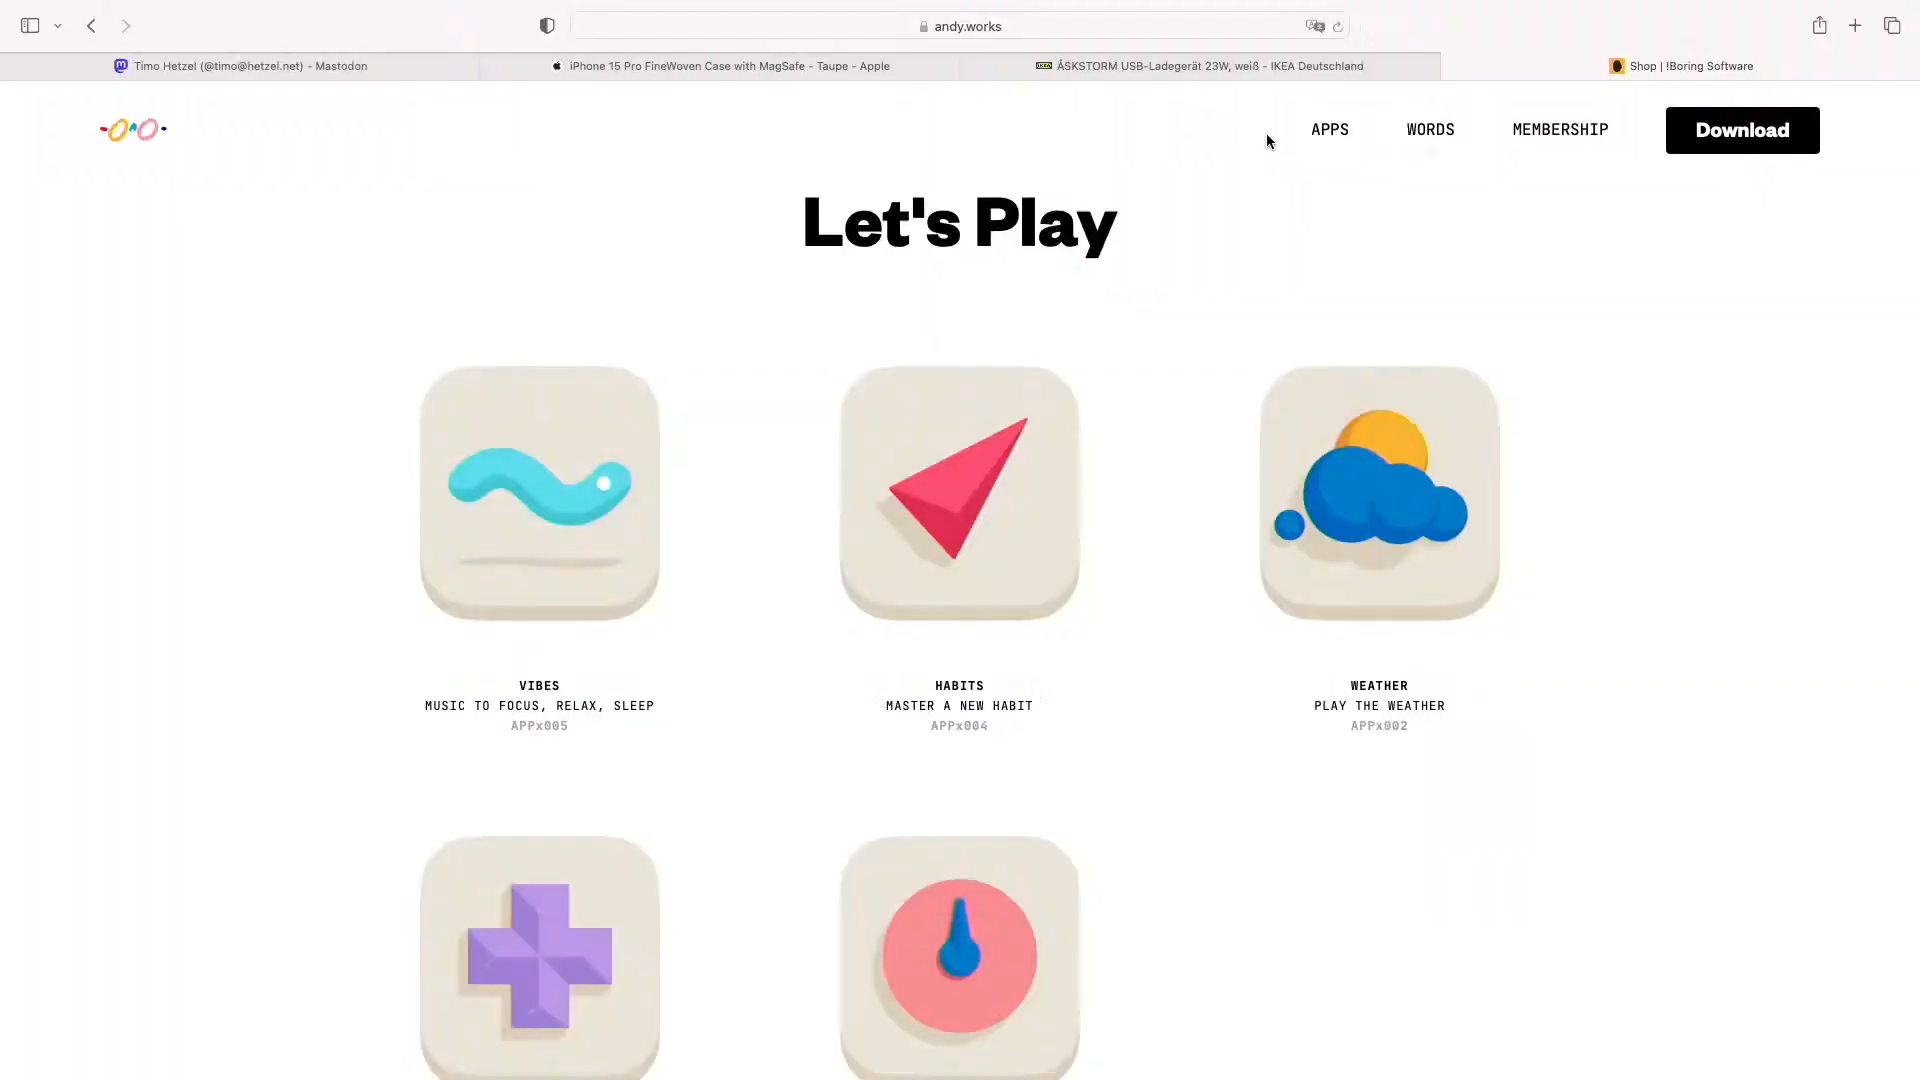 andy.works
Timo Hetzel (@timo@hetzel.net) - Mastodon
iPhone 15 Pro FineWoven Case with MagSafe - Taupe - Apple
IKEA
ÅSKSTORM USB-Ladegerät 23W, weiß - IKEA Deutschland
Shop | !Boring Software
APPS
WORDS
MEMBERSHIP
Download
Let's Play
VIBES
MUSIC TO FOCUS, RELAX, SLEEP
APPx005
HABITS
MASTER A NEW HABIT
APPx004
WEATHER
PLAY THE WEATHER
APPx002